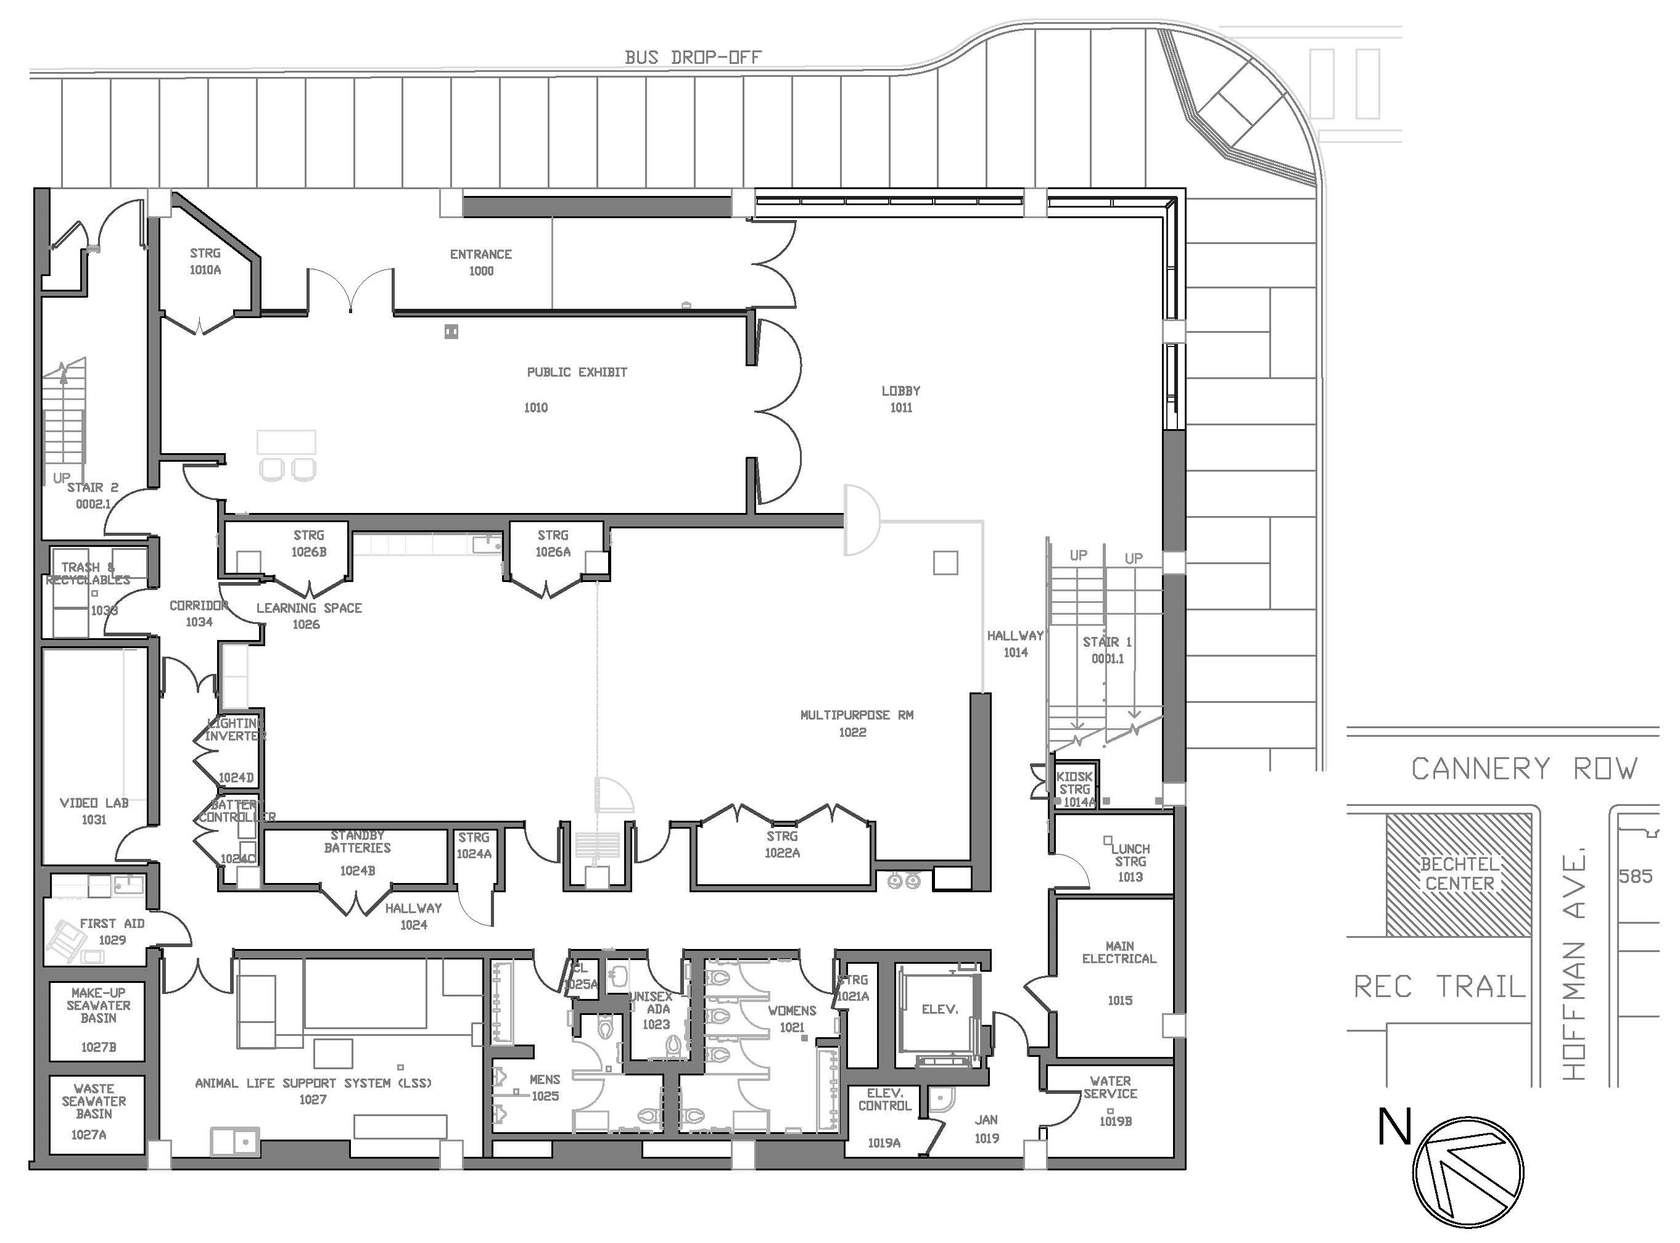 BUS DROP-OFF
STRG
1010A
ENTRANCE
1000
PUBLIC EXHIBIT
1010
LOBBY
1011
UP
STAIR 2
0002.1
STRG
1026B
STRG
1026A
TRASH &
RECYCLABLES
1033
CORRIDOR
1034
LEARNING SPACE
1026
UP
UP
HALLWAY
1014
STAIR 1
0001.1
MULTIPURPOSE RM
1022
LIGHTING
INVERTER
1024D
KIOSK
STRG
1014A
VIDEO LAB
1031
BATTERY
CONTROLLER
1024C
STANDBY
BATTERIES
1024B
STRG
1024A
STRG
1022A
LUNCH
STRG
1013
FIRST AID
1029
HALLWAY
1024
MAIN
ELECTRICAL
1015
MAKE-UP
SEAWATER
BASIN
1027B
CL
1025A
UNISEX
ADA
1023
WOMENS
1021
STRG
1021A
ELEV.
WASTE
SEAWATER
BASIN
1027A
ANIMAL LIFE SUPPORT SYSTEM (LSS)
1027
MENS
1025
ELEV.
CONTROL
1019A
JAN
1019
WATER
SERVICE
1019B
CANNERY ROW
BECHTEL
CENTER
HOFFMAN AVE.
585
REC TRAIL
N